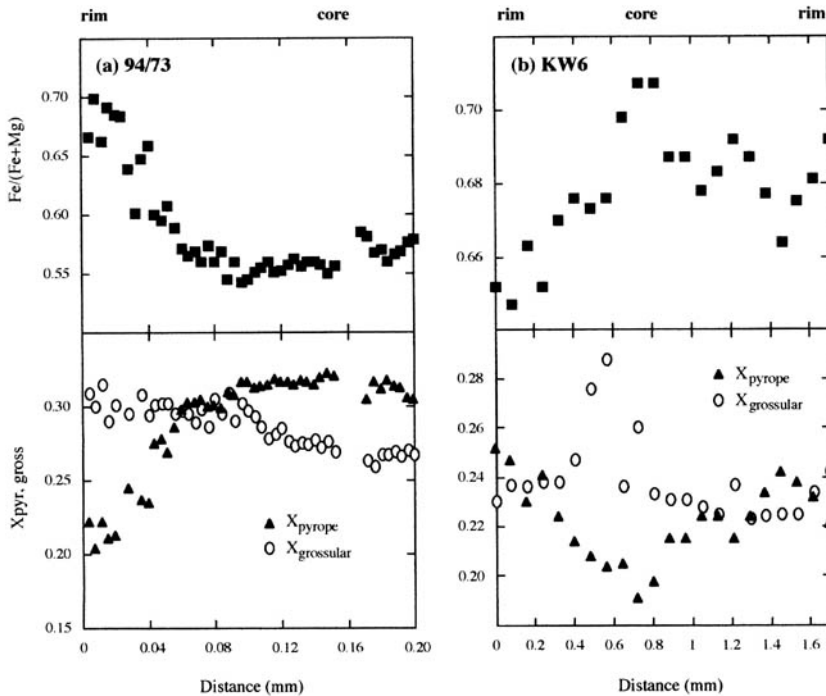 rim core rim core rim
(a) 94/73 (b) KW6
Fe/(Fe+Mg)
0.70 0.70
0.65 0.68
0.60 0.66
0.55
Xpyr, gross
0.30 0.28
0.25 0.26
0.20 0.24
0.15 0.22
0.20
X pyrope
X grossular
X pyrope
X grossular
0 0.04 0.08 0.12 0.16 0.20 0 0.2 0.4 0.6 0.8 1 1.2 1.4 1.6
Distance (mm) Distance (mm)